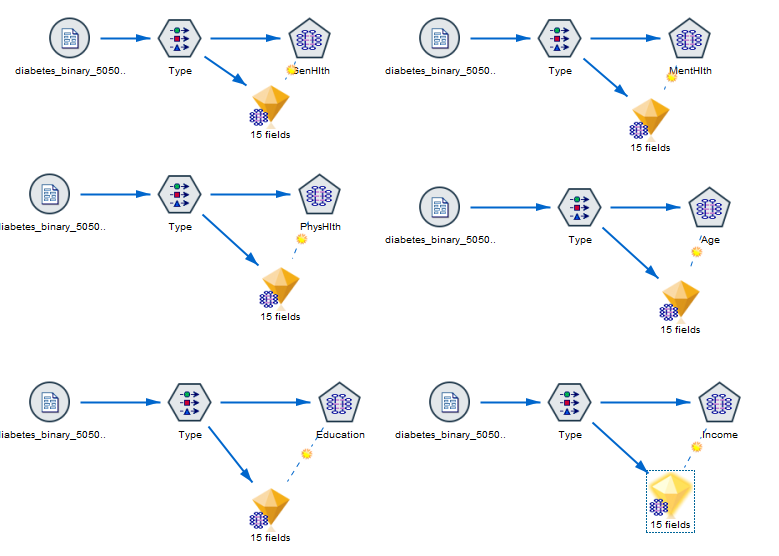 diabetes_binary_5050..
Type
GenHlth
15 fields
diabetes_binary_5050..
Type
MentHlth
15 fields
diabetes_binary_5050..
Type
PhysHlth
15 fields
diabetes_binary_5050..
Type
Age
15 fields
diabetes_binary_5050..
Type
Education
15 fields
diabetes_binary_5050..
Type
Income
15 fields